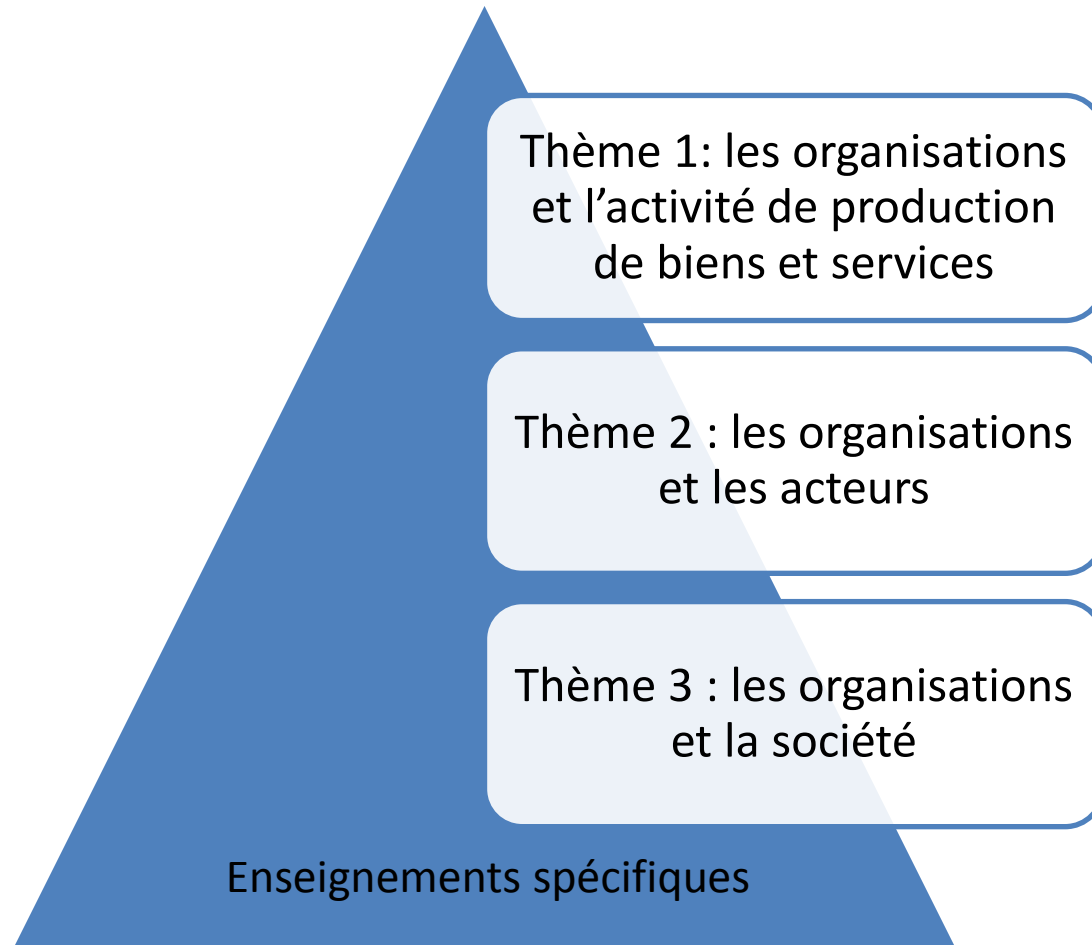 Thème 1: les organisations
et l’activité de production
de biens et services
Thème 2 : les organisations
et les acteurs
Thème 3 : les organisations
et la société
Enseignements spécifiques